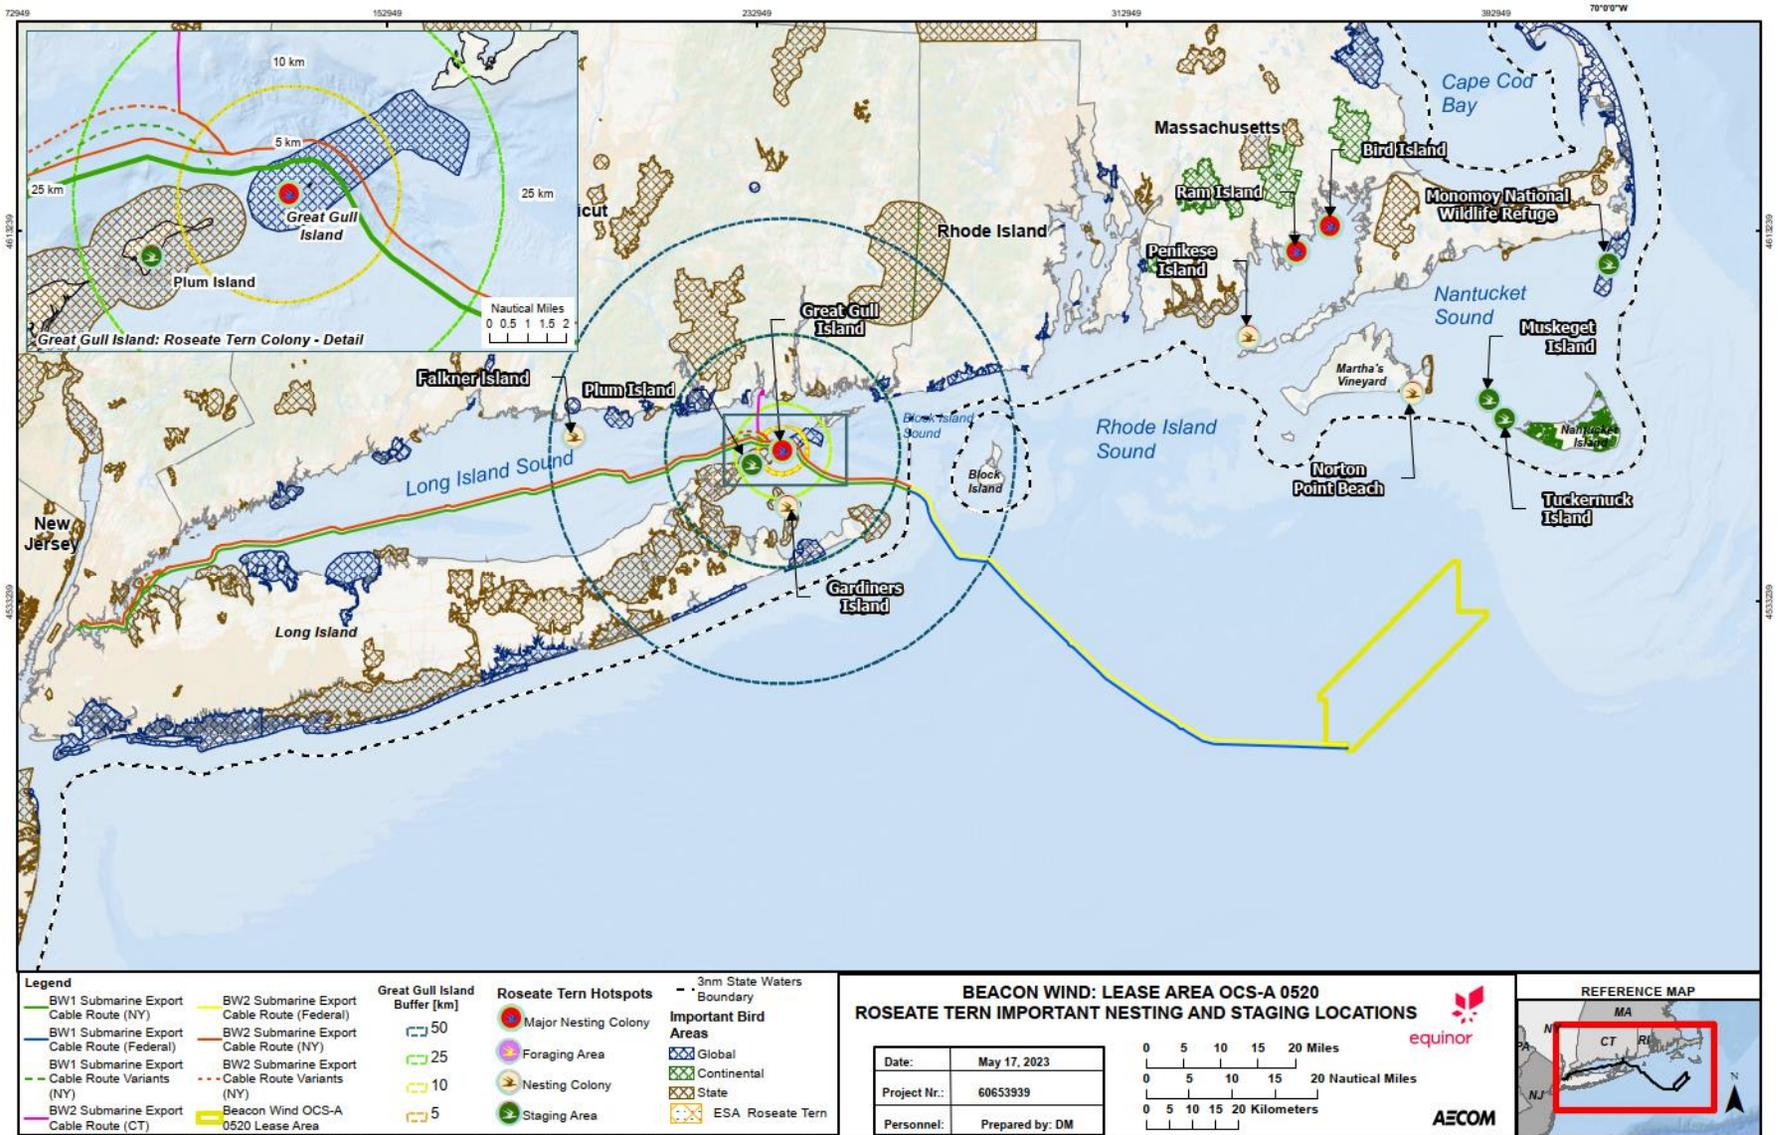 72949
152949
232949
312949
392949
70°0'0"W
4613239
4533239
4613239
4533239
10 km
5 km
25 km
25 km
Great Gull
Island
Plum Island
Nautical Miles
0 0.5 1 1.5 2
Great Gull Island: Roseate Tern Colony - Detail
Cape Cod
Bay
Massachusetts
Bird Island
Ram Island
Monomoy National
Wildlife Refuge
icut
Rhode Island
Penikese
Island
Nantucket
Sound
Great Gull
Island
Muskeget
Island
Falkner Island
Plum Island
Martha's
Vineyard
Block Island
Sound
Rhode Island
Sound
Nantucket
Island
Long Island Sound
Block
Island
Norton
Point Beach
Tuckernuck
Island
New
Jersey
Gardiners
Island
Long Island
Legend
BW1 Submarine Export
Cable Route (NY)
BW1 Submarine Export
Cable Route (Federal)
BW1 Submarine Export
Cable Route Variants
(NY)
BW2 Submarine Export
Cable Route (CT)
BW2 Submarine Export
Cable Route (Federal)
BW2 Submarine Export
Cable Route (NY)
BW2 Submarine Export
Cable Route Variants
(NY)
Beacon Wind OCS-A
0520 Lease Area
Great Gull Island
Buffer [km]
50
25
10
5
Roseate Tern Hotspots
Major Nesting Colony
Foraging Area
Nesting Colony
Staging Area
3nm State Waters
Boundary
Important Bird
Areas
Global
Continental
State
ESA Roseate Tern
BEACON WIND: LEASE AREA OCS-A 0520
ROSEATE TERN IMPORTANT NESTING AND STAGING LOCATIONS
equinor
Date: May 17, 2023
Project Nr.: 60653939
Personnel: Prepared by: DM
0 5 10 15 20 Miles
0 5 10 15 20 Nautical Miles
0 5 10 15 20 Kilometers
AECOM
REFERENCE MAP
MA
NY
CT
RI
PA
NJ
N